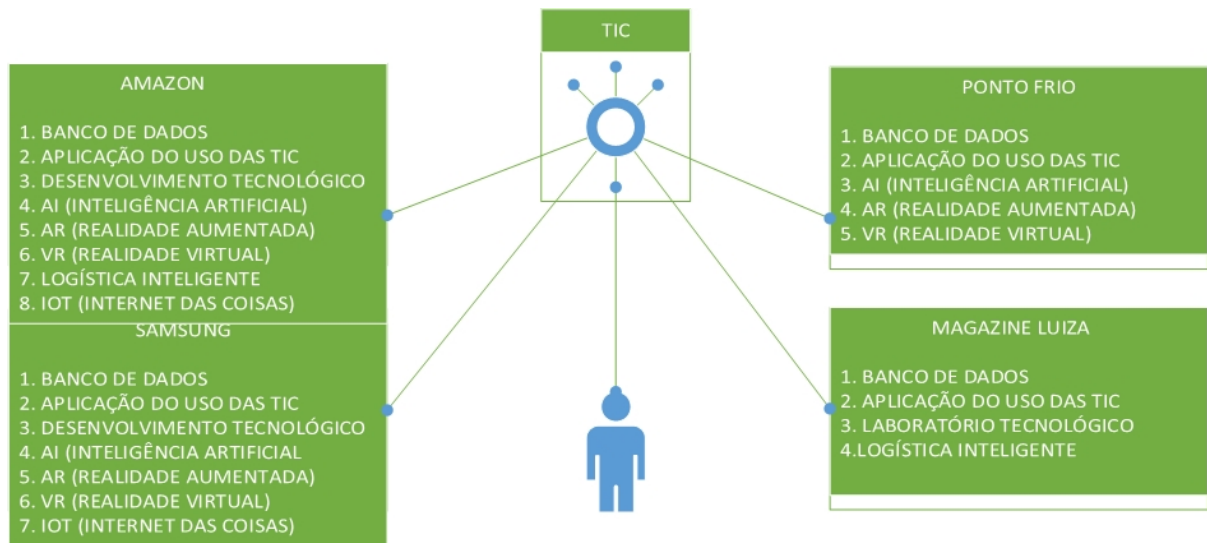 TIC
AMAZON
1. BANCO DE DADOS
2. APLICAÇÃO DO USO DAS TIC
3. DESENVOLVIMENTO TECNOLÓGICO
4. AI (INTELIGÊNCIA ARTIFICIAL)
5. AR (REALIDADE AUMENTADA)
6. VR (REALIDADE VIRTUAL)
7. LOGÍSTICA INTELIGENTE
8. IOT (INTERNET DAS COISAS)
SAMSUNG
1. BANCO DE DADOS
2. APLICAÇÃO DO USO DAS TIC
3. DESENVOLVIMENTO TECNOLÓGICO
4. AI (INTELIGÊNCIA ARTIFICIAL
5. AR (REALIDADE AUMENTADA)
6. VR (REALIDADE VIRTUAL)
7. IOT (INTERNET DAS COISAS)
PONTO FRIO
1. BANCO DE DADOS
2. APLICAÇÃO DO USO DAS TIC
3. AI (INTELIGÊNCIA ARTIFICIAL)
4. AR (REALIDADE AUMENTADA)
5. VR (REALIDADE VIRTUAL)
MAGAZINE LUIZA
1. BANCO DE DADOS
2. APLICAÇÃO DO USO DAS TIC
3. LABORATÓRIO TECNOLÓGICO
4.LOGÍSTICA INTELIGENTE